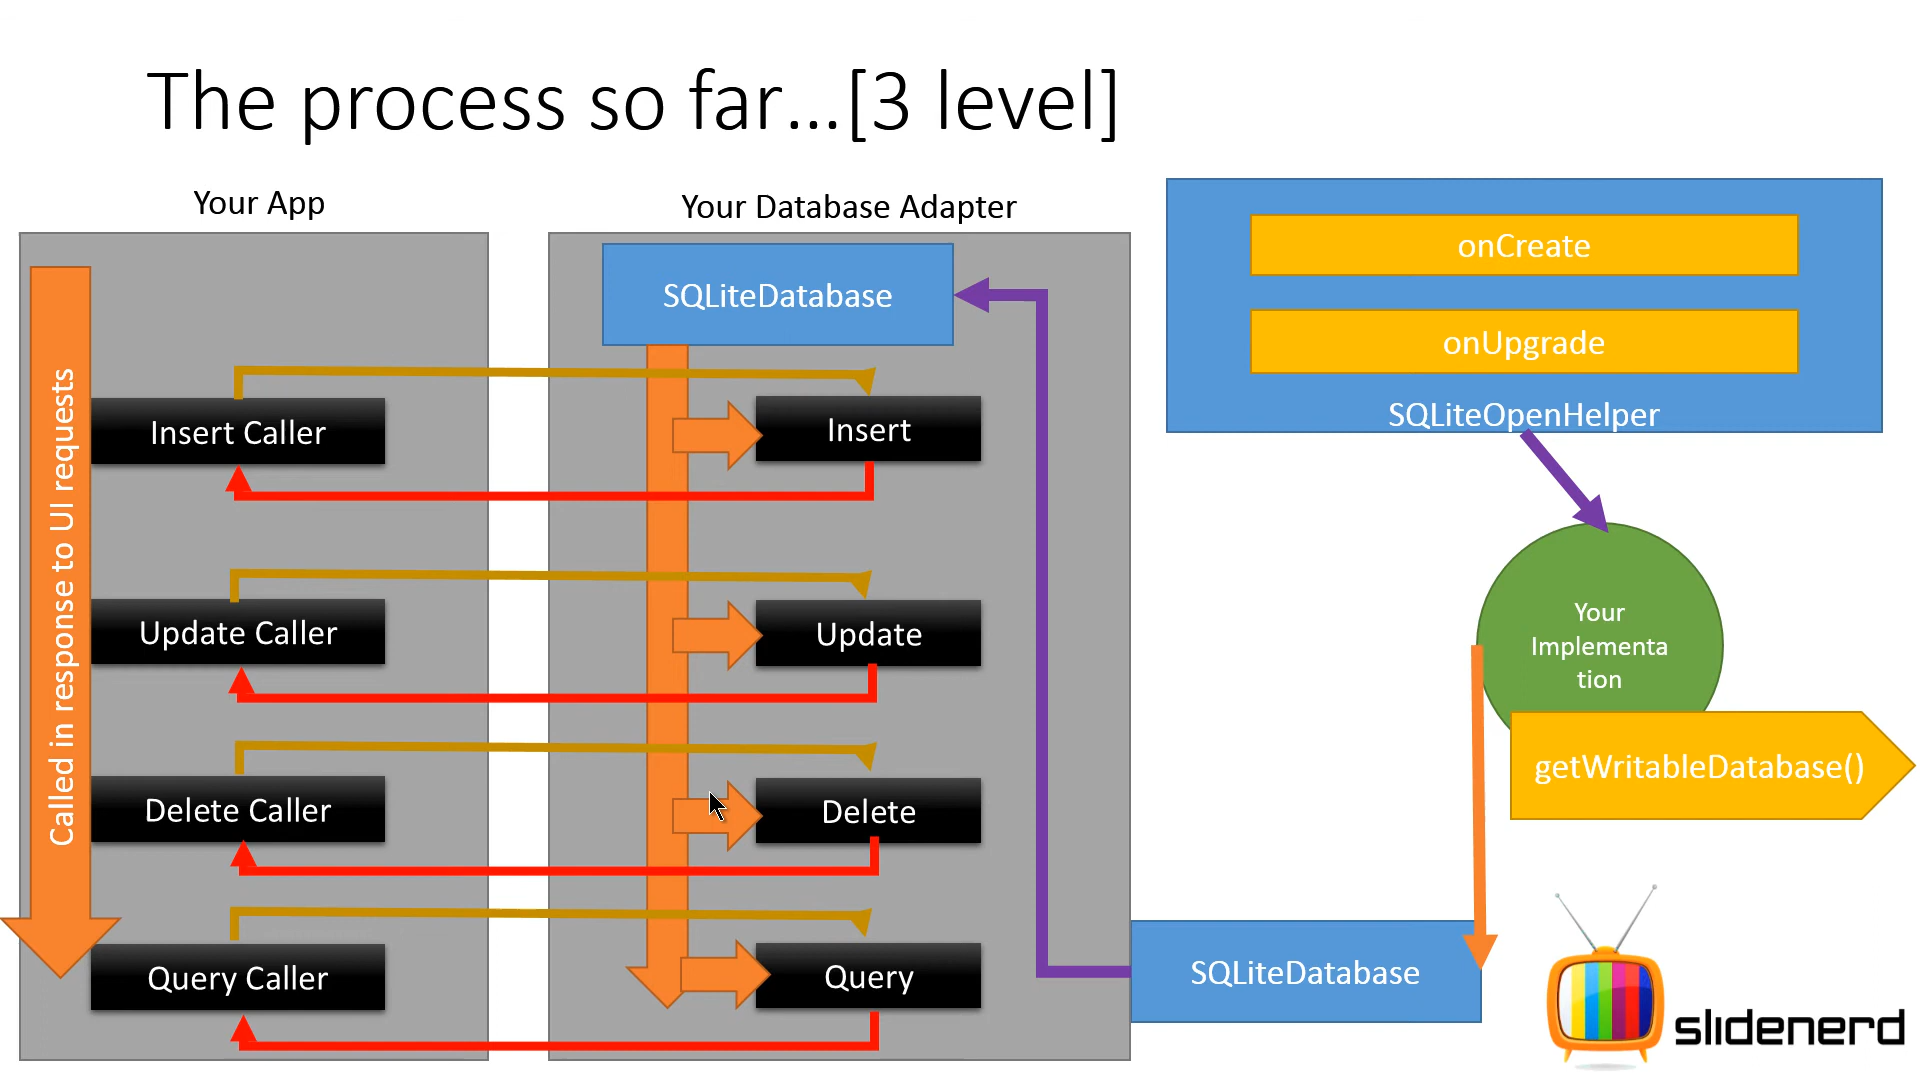 The process so far...[3 level]
Your App
Called in response to UI requests
Insert Caller
Update Caller
Delete Caller
Query Caller
Your Database Adapter
SQLiteDatabase
Insert
Update
Delete
Query
onCreate
onUpgrade
SQLiteOpenHelper
Your
Implementa
tion
getWritableDatabase()
SQLiteDatabase
slidenerd